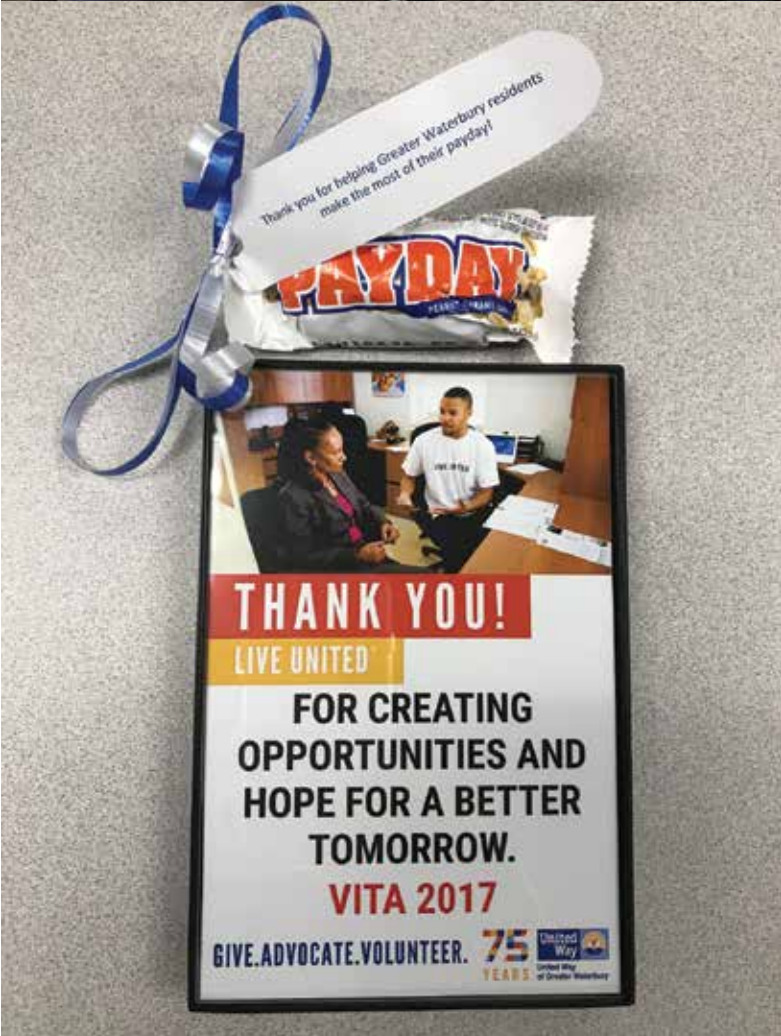 Thank you for helping Greater Waterbury residents
make the most of their payday!
PAYDAY
THANK YOU!
LIVE UNITED
FOR CREATING
OPPORTUNITIES AND
HOPE FOR A BETTER
TOMORROW.
VITA 2017
GIVE.ADVOCATE.VOLUNTEER.
75
YEARS
United
Way
United Way
of Greater Waterbury